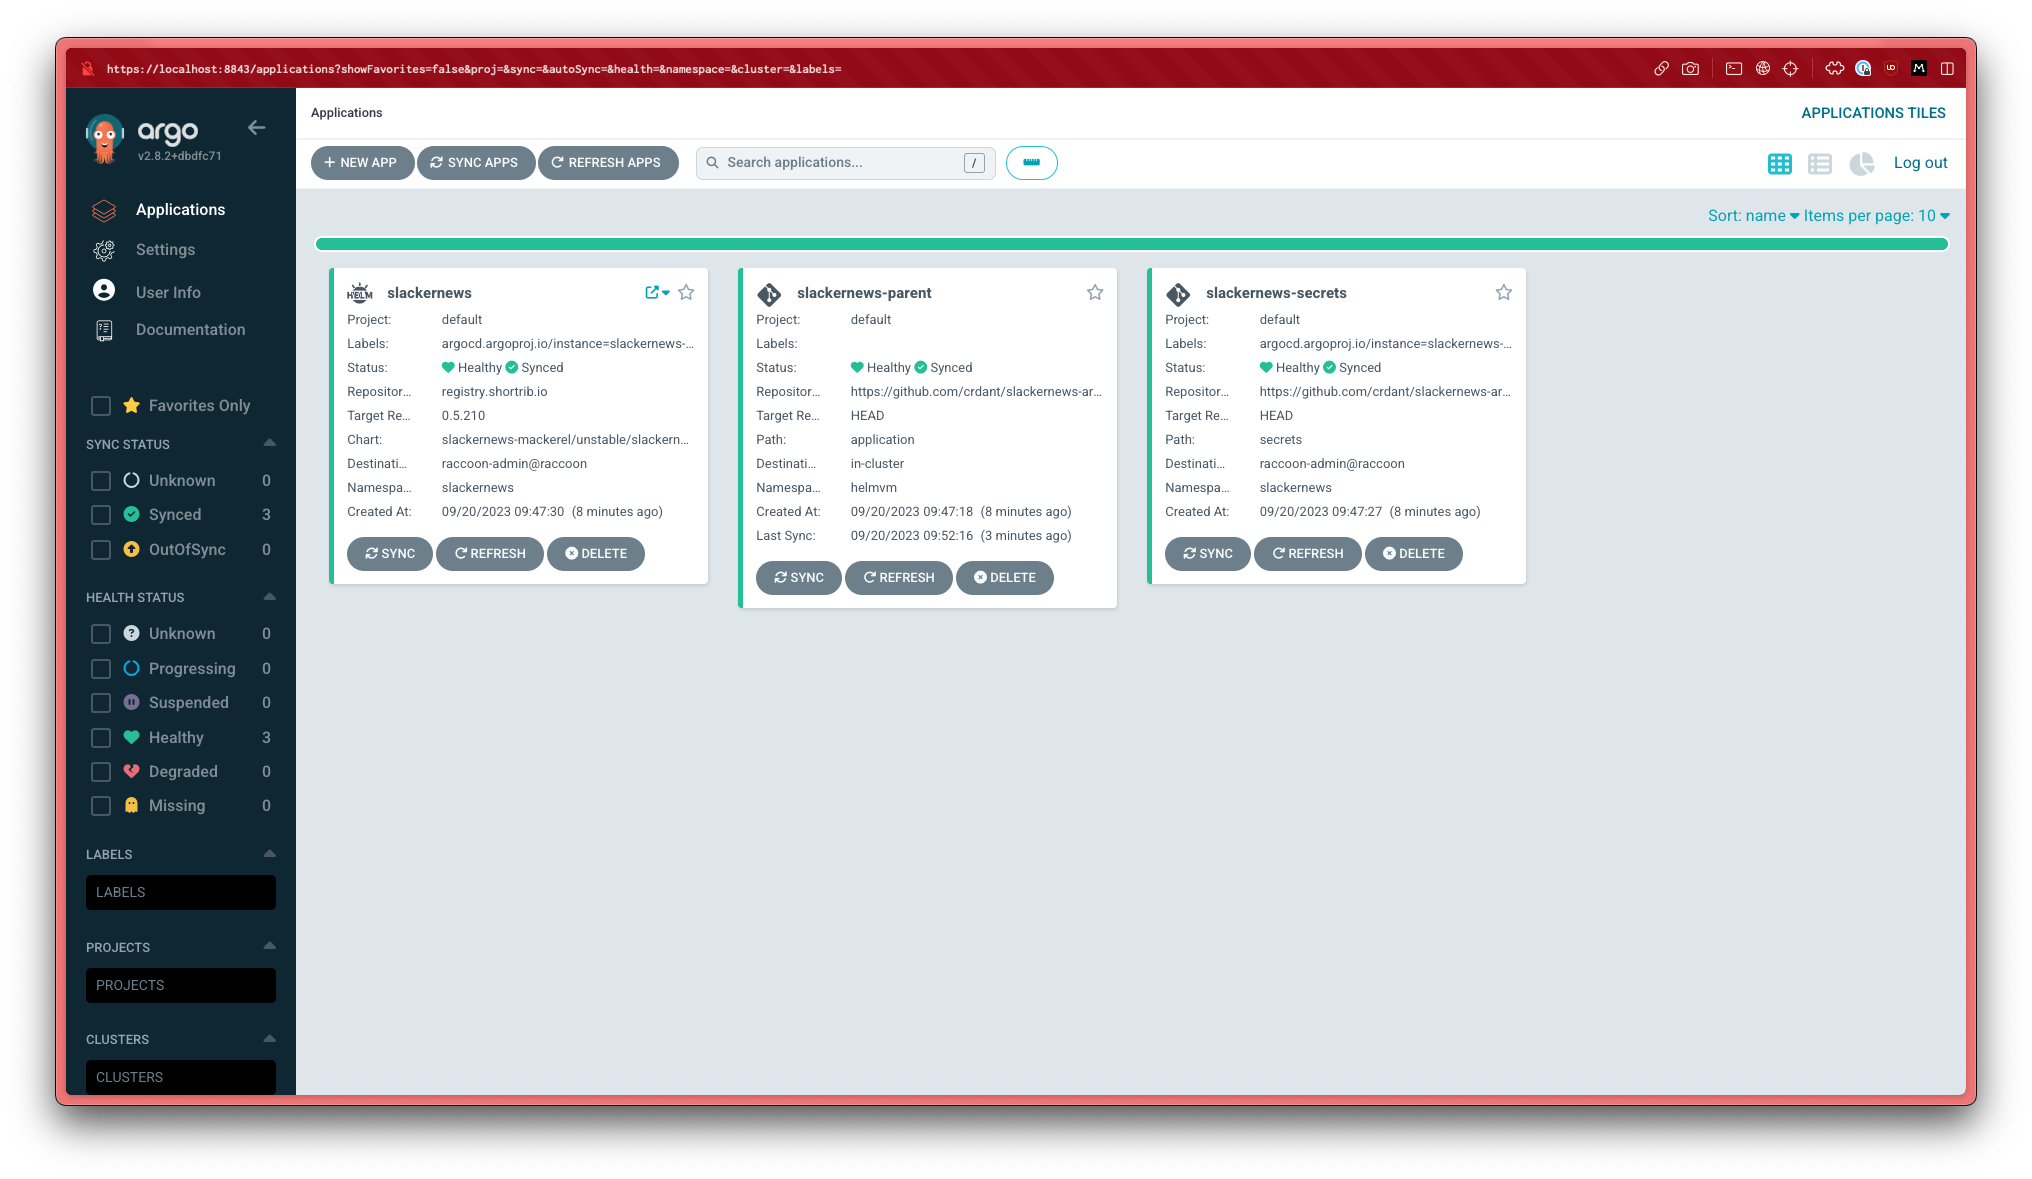 https://localhost:8843/applications?showFavorites=false&proj=&sync=&autoSync=&health=&namespace=&cluster=&labels=
argo
v2.8.2+dbdfc71
Applications
Settings
User Info
Documentation
Favorites Only
SYNC STATUS
Unknown 0
Synced 3
OutOfSync 0
HEALTH STATUS
Unknown 0
Progressing 0
Suspended 0
Healthy 3
Degraded 0
Missing 0
LABELS
LABELS
PROJECTS
PROJECTS
CLUSTERS
CLUSTERS
Applications
APPLICATIONS TILES
+ NEW APP SYNC APPS REFRESH APPS Search applications... / Log out
Sort: name Items per page: 10
HELM slackernews
Project: default
Labels: argocd.argoproj.io/instance=slackernews-...
Status: Healthy Synced
Repositor... registry.shortrib.io
Target Re... 0.5.210
Chart: slackernews-mackerel/unstable/slackern...
Destinati... raccoon-admin@raccoon
Namespa... slackernews
Created At: 09/20/2023 09:47:30 (8 minutes ago)
SYNC REFRESH DELETE
slackernews-parent
Project: default
Labels:
Status: Healthy Synced
Repositor... https://github.com/crdant/slackernews-ar...
Target Re... HEAD
Path: application
Destinati... in-cluster
Namespa... helmvm
Created At: 09/20/2023 09:47:18 (8 minutes ago)
Last Sync: 09/20/2023 09:52:16 (3 minutes ago)
SYNC REFRESH DELETE
slackernews-secrets
Project: default
Labels: argocd.argoproj.io/instance=slackernews-...
Status: Healthy Synced
Repositor... https://github.com/crdant/slackernews-ar...
Target Re... HEAD
Path: secrets
Destinati... raccoon-admin@raccoon
Namespa... slackernews
Created At: 09/20/2023 09:47:27 (8 minutes ago)
SYNC REFRESH DELETE